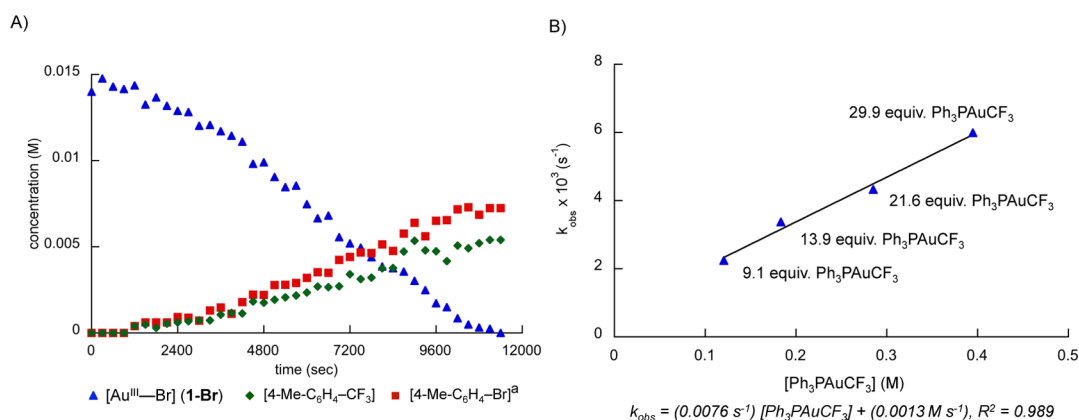 A)
0.015
0.01
0.005
0
concentration (M)
0 2400 4800 7200 9600 12000
time (sec)
[Auᴵᴵᴵ—Br] (1-Br) [4-Me-C₆H₄–CF₃] [4-Me-C₆H₄–Br]ᵃ
B)
8
6
4
2
0
k_obs x 10³ (s⁻¹)
29.9 equiv. Ph₃PAuCF₃
21.6 equiv. Ph₃PAuCF₃
13.9 equiv. Ph₃PAuCF₃
9.1 equiv. Ph₃PAuCF₃
0 0.1 0.2 0.3 0.4 0.5
[Ph₃PAuCF₃] (M)
k_obs = (0.0076 s⁻¹) [Ph₃PAuCF₃] + (0.0013 M s⁻¹), R² = 0.989